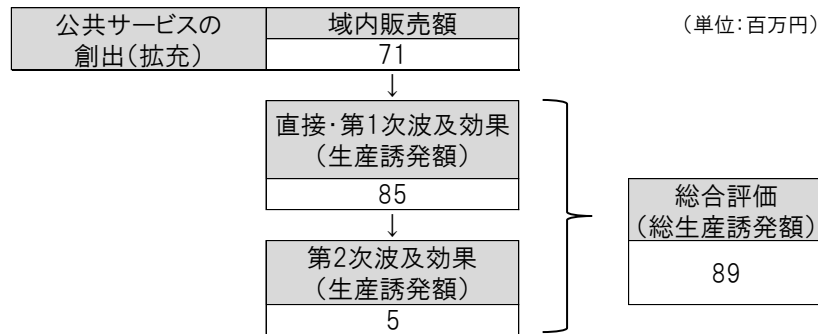 公共サービスの
創出(拡充)
域内販売額
71
(単位:百万円)
↓
直接・第1次波及効果
(生産誘発額)
85
↓
第2次波及効果
(生産誘発額)
5
総合評価
(総生産誘発額)
89